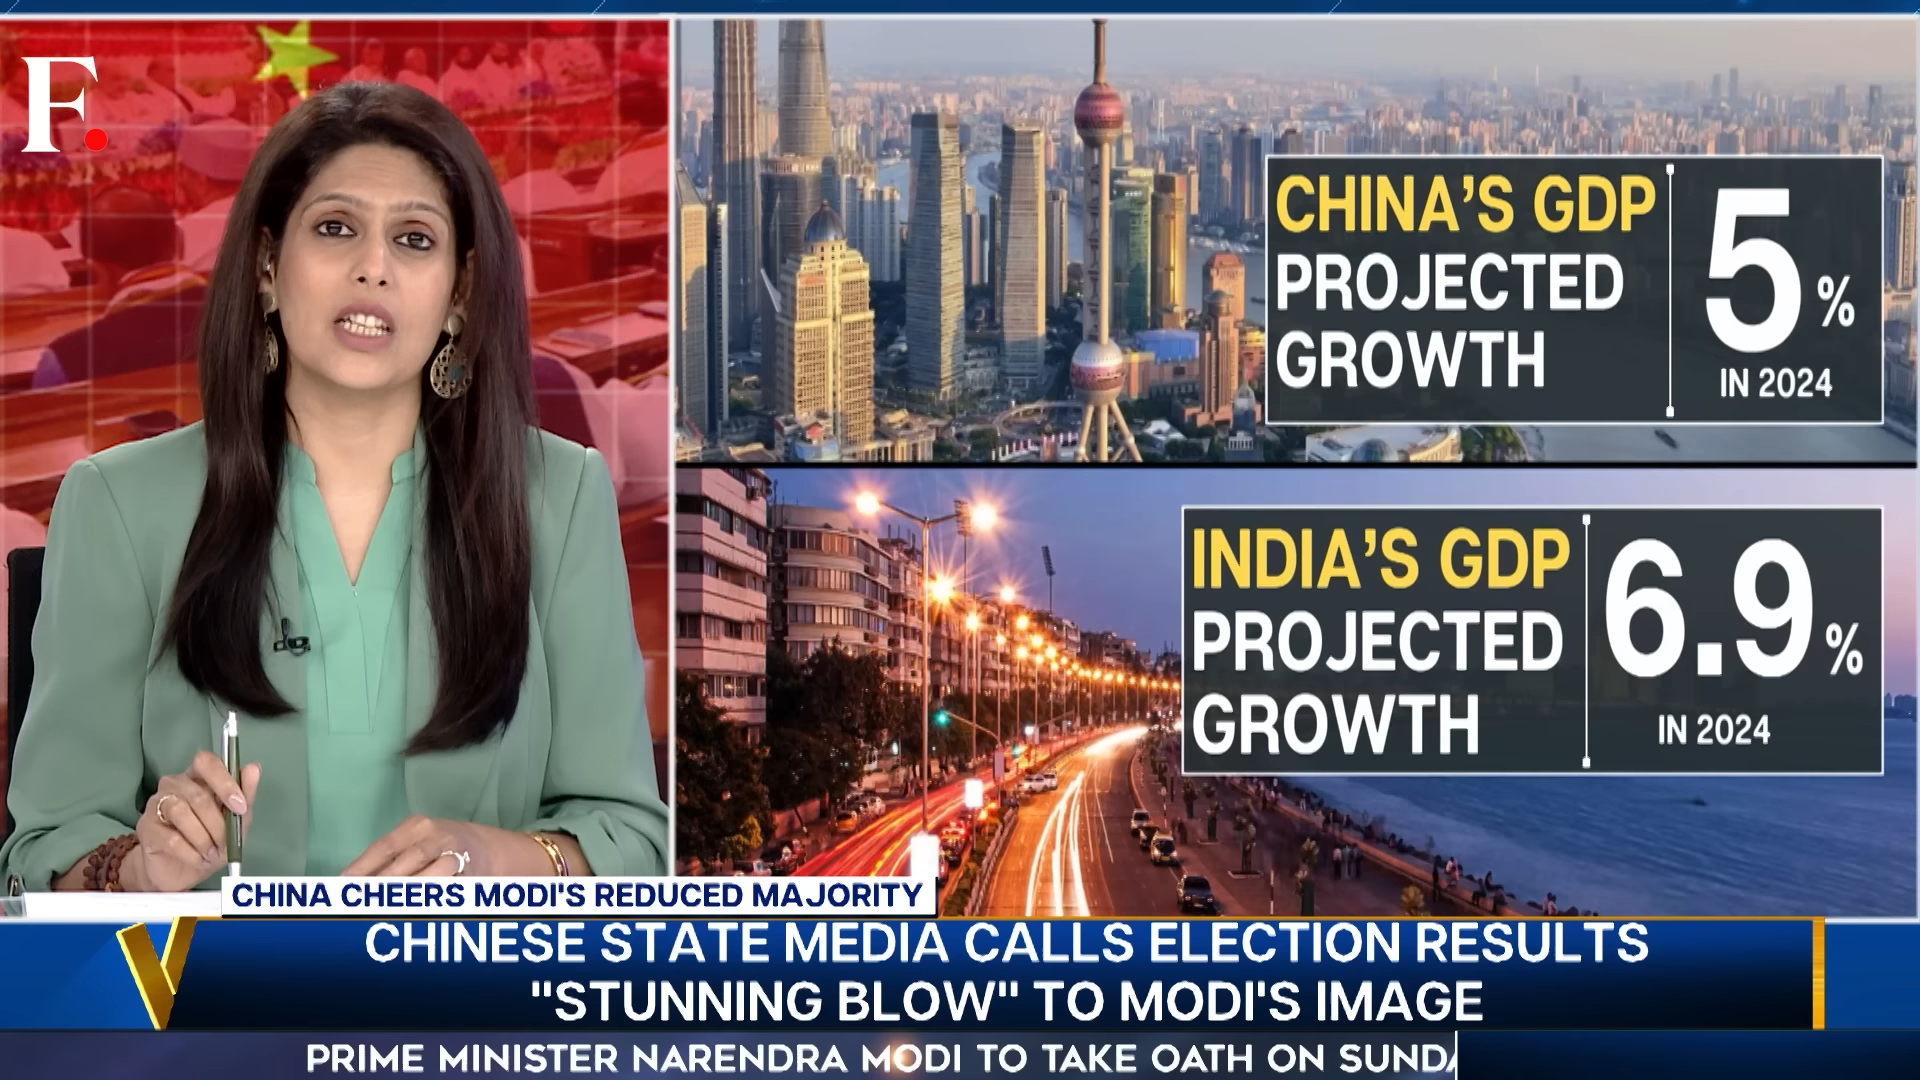 F.
CHINA'S GDP
PROJECTED
GROWTH
5%
IN 2024
INDIA'S GDP
PROJECTED
GROWTH
6.9%
IN 2024
CHINA CHEERS MODI'S REDUCED MAJORITY
V
CHINESE STATE MEDIA CALLS ELECTION RESULTS
"STUNNING BLOW" TO MODI'S IMAGE
PRIME MINISTER NARENDRA MODI TO TAKE OATH ON